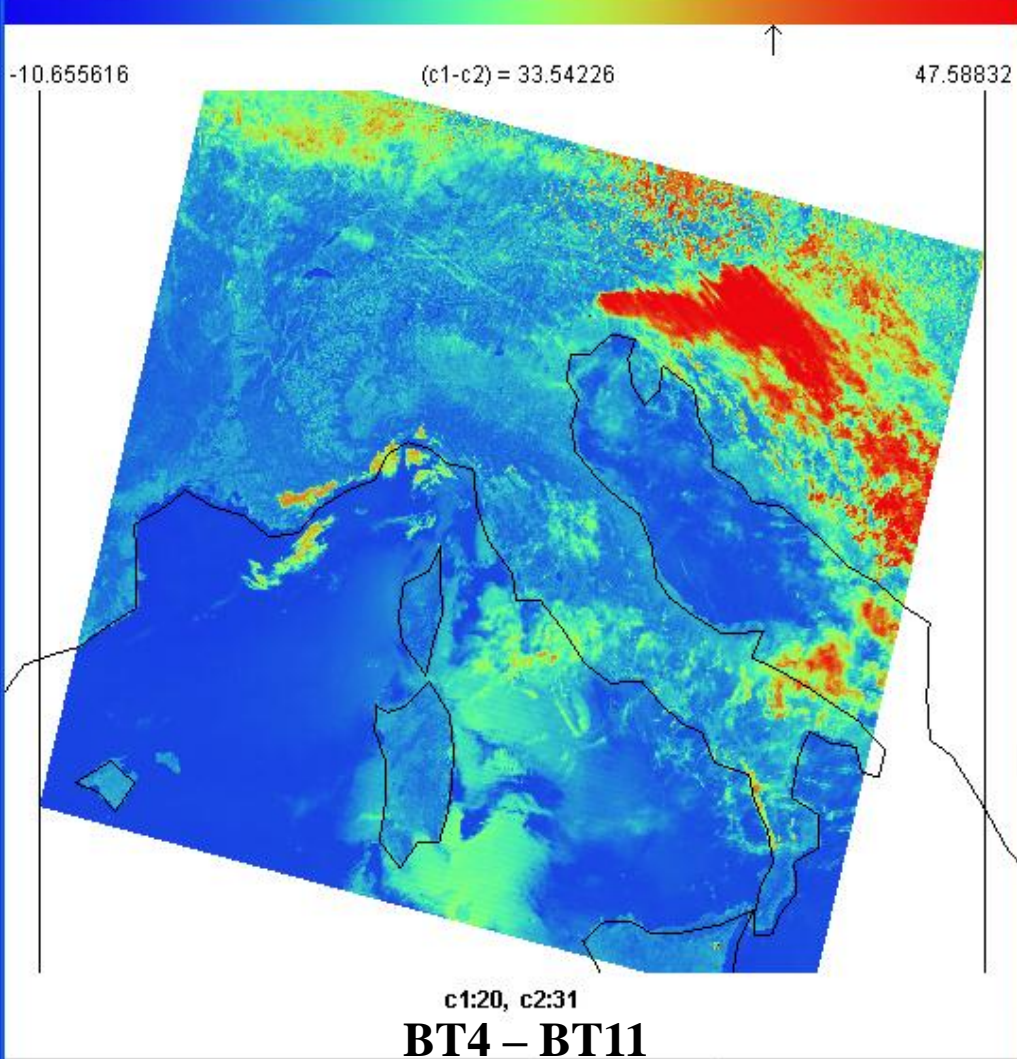 -10.655616 (c1-c2) = 33.54226 47.58832
c1:20, c2:31
BT4 – BT11